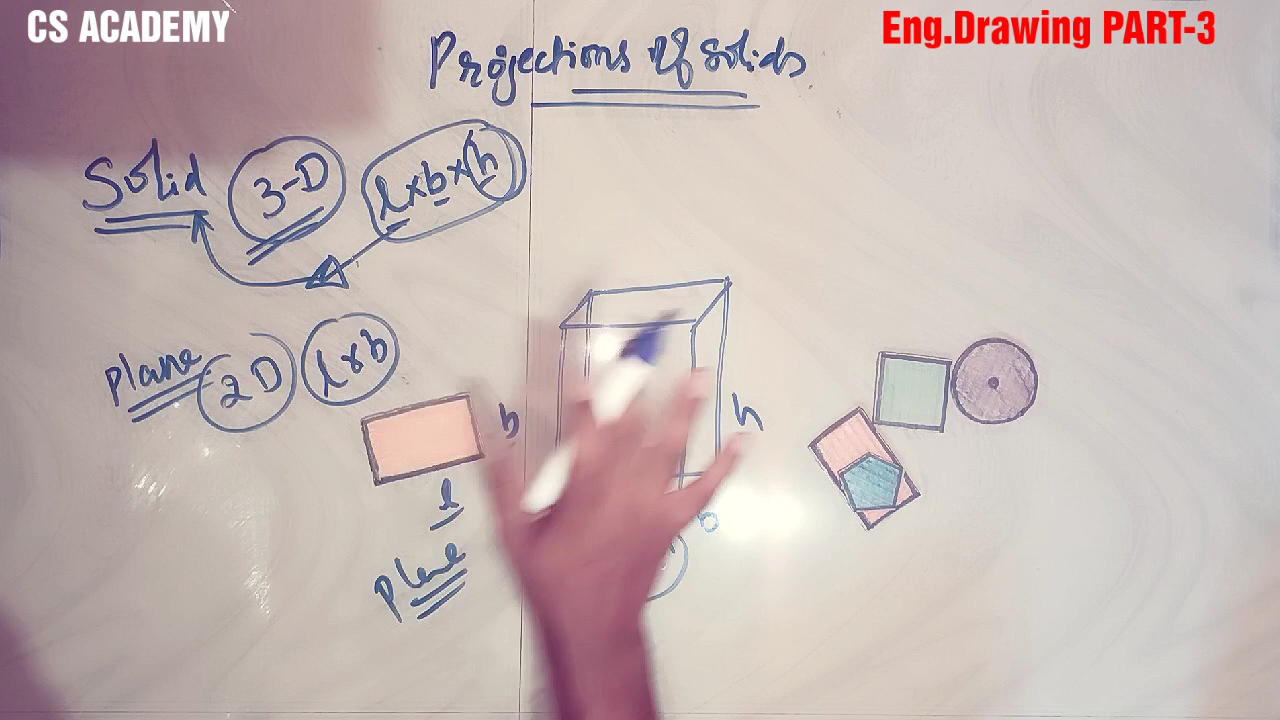 CS ACADEMY
Eng.Drawing PART-3
Projections of solids
Solid 3-D l×b×h
plane 2D l×b
b
l
plane
h
b